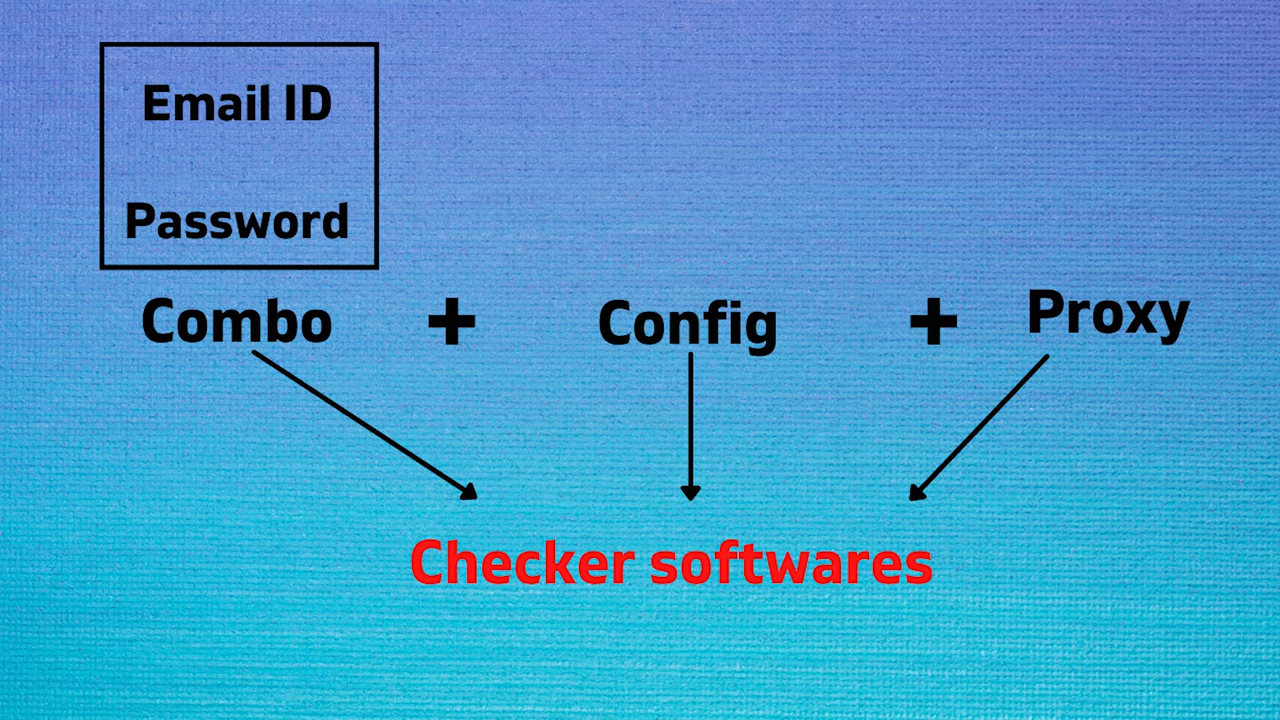 Email ID
Password
Combo + Config + Proxy
Checker softwares